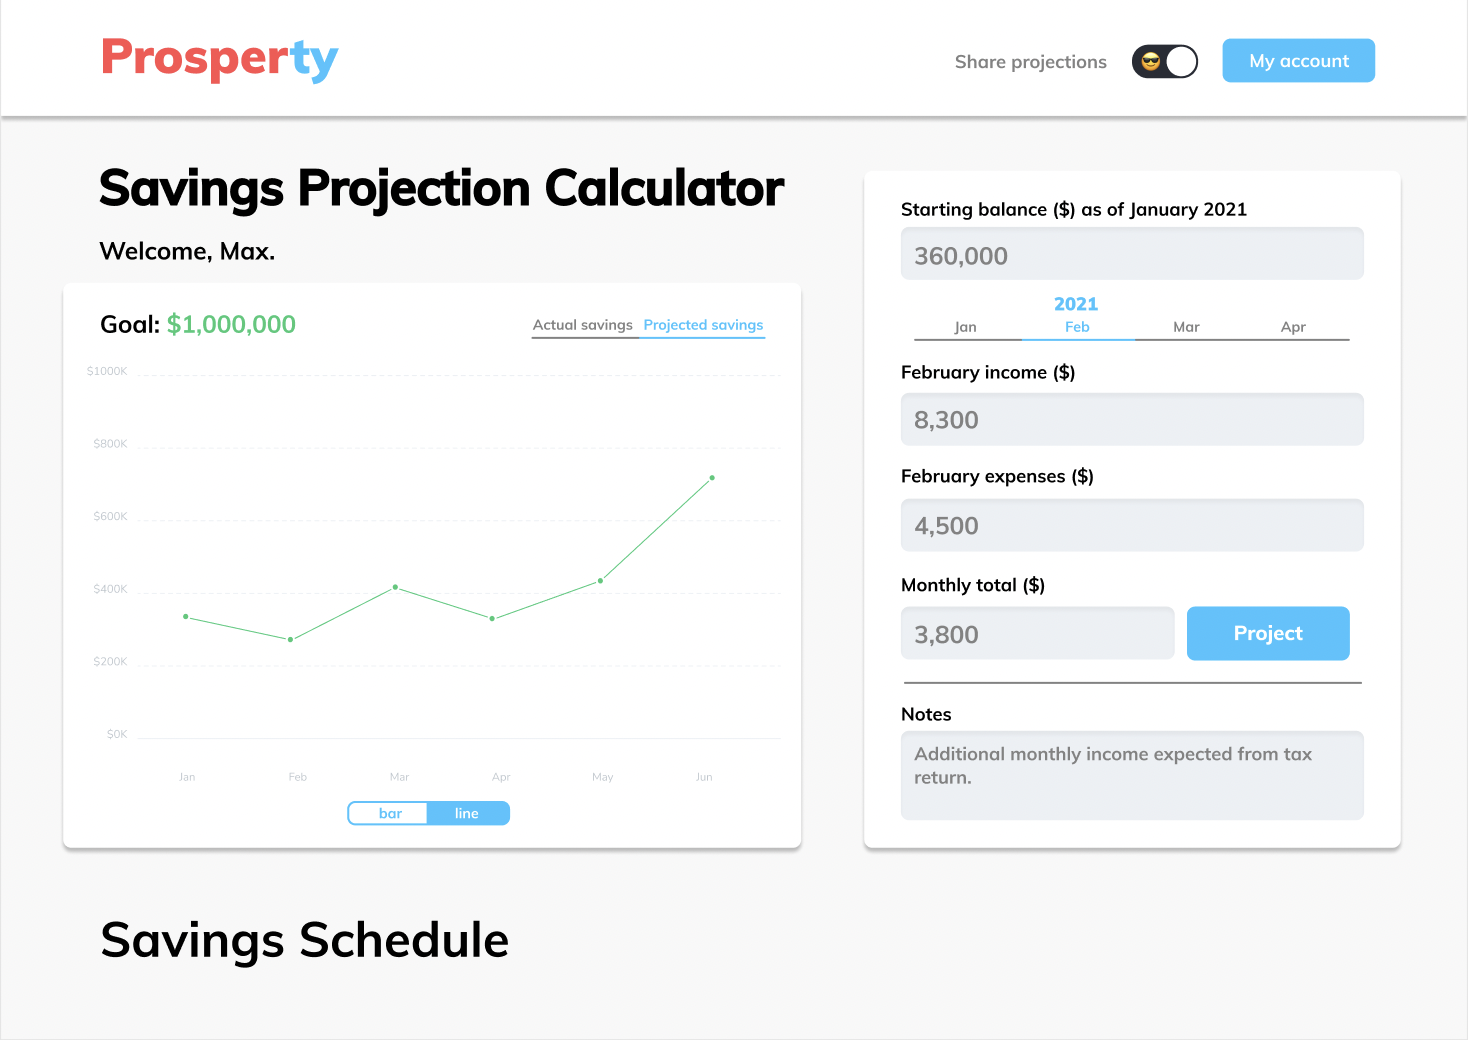 Prosperty
Share projections
My account
Savings Projection Calculator
Welcome, Max.
Goal: $1,000,000
Actual savings
Projected savings
$1000K
$800K
$600K
$400K
$200K
$0K
Jan
Feb
Mar
Apr
May
Jun
bar
line
Starting balance ($) as of January 2021
360,000
2021
Jan
Feb
Mar
Apr
February income ($)
8,300
February expenses ($)
4,500
Monthly total ($)
3,800
Project
Notes
Additional monthly income expected from tax
return.
Savings Schedule